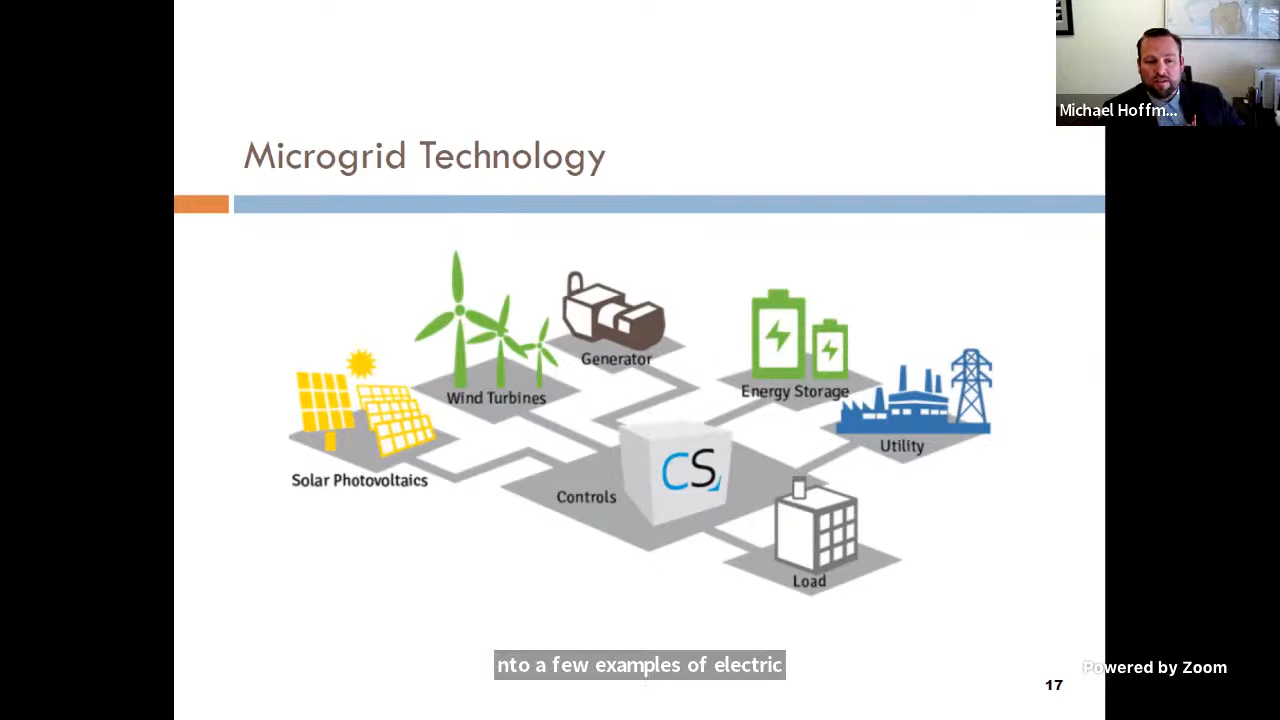 Michael Hoffm...
Microgrid Technology
Generator
Energy Storage
Wind Turbines
Utility
Solar Photovoltaics
CS
Controls
Load
nto a few examples of electric
Powered by Zoom
17